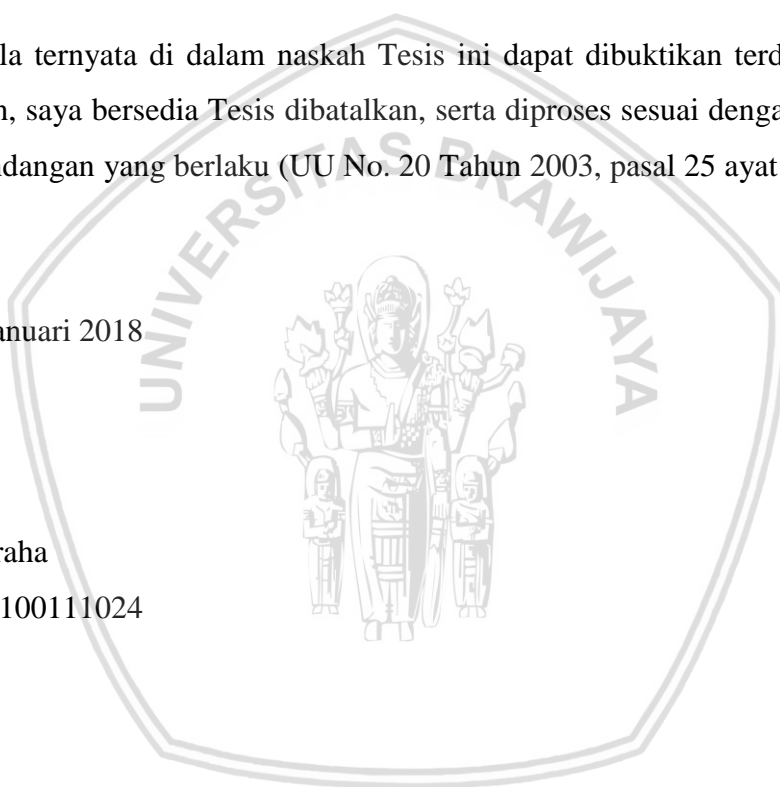 la ternyata di dalam naskah Tesis ini dapat dibuktikan terd
n, saya bersedia Tesis dibatalkan, serta diproses sesuai denga
ndangan yang berlaku (UU No. 20 Tahun 2003, pasal 25 ayat
UNIVERSITAS BRAWIJAYA
anuari 2018
raha
100111024